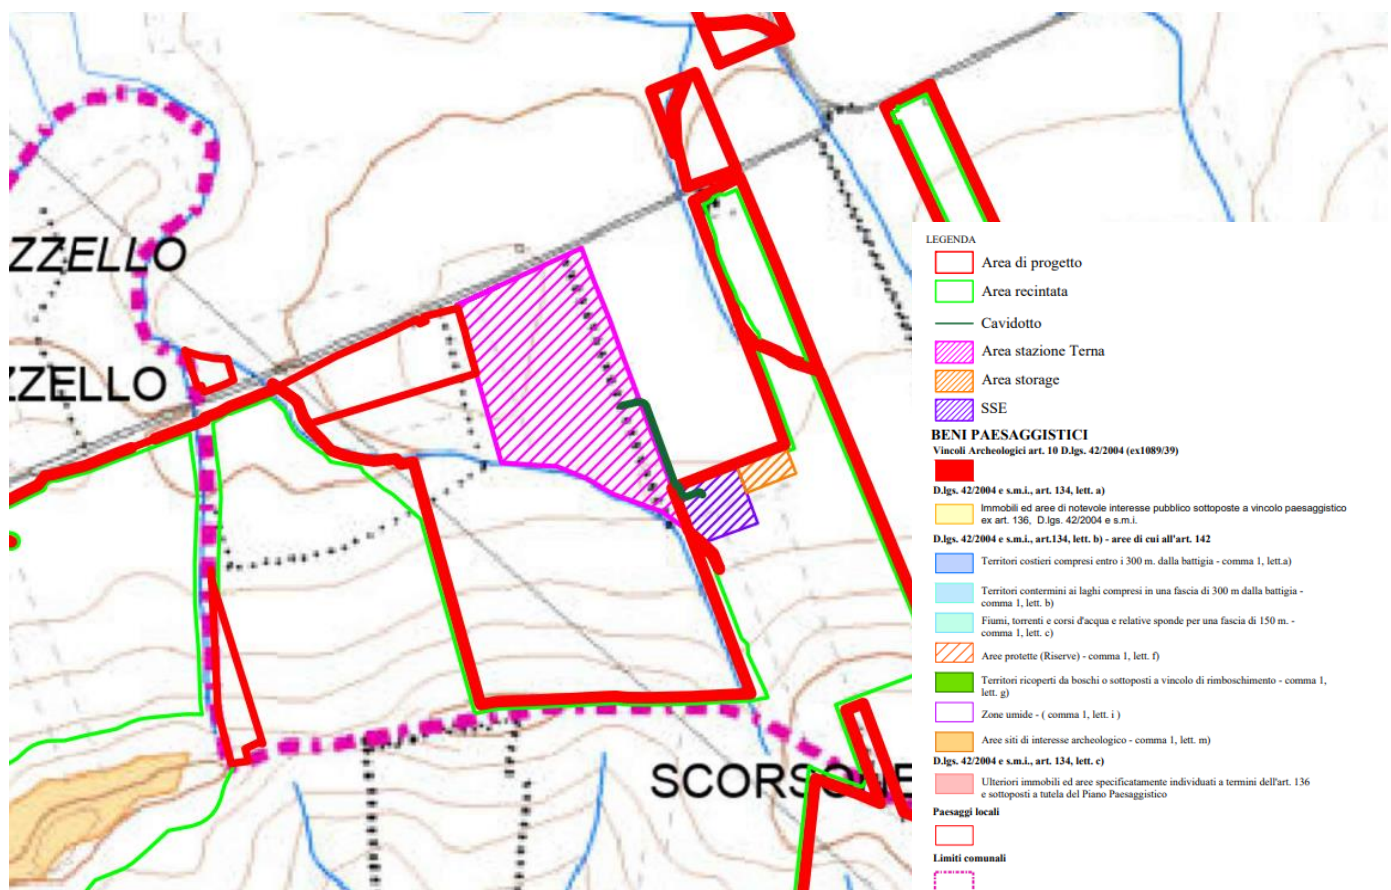 ZZELLO
ZZELLO
SCORSONE
LEGENDA
Area di progetto
Area recintata
Cavidotto
Area stazione Terna
Area storage
SSE
BENI PAESAGGISTICI
Vincoli Archeologici art. 10 D.lgs. 42/2004 (ex1089/39)
D.lgs. 42/2004 e s.m.i., art. 134, lett. a)
Immobili ed aree di notevole interesse pubblico sottoposte a vincolo paesaggistico
ex art. 136, D.lgs. 42/2004 e s.m.i.
D.lgs. 42/2004 e s.m.i., art.134, lett. b) - aree di cui all'art. 142
Territori costieri compresi entro i 300 m. dalla battigia - comma 1, lett.a)
Territori contermini ai laghi compresi in una fascia di 300 m dalla battigia -
comma 1, lett. b)
Fiumi, torrenti e corsi d'acqua e relative sponde per una fascia di 150 m. -
comma 1, lett. c)
Aree protette (Riserve) - comma 1, lett. f)
Territori ricoperti da boschi o sottoposti a vincolo di rimboschimento - comma 1,
lett. g)
Zone umide - ( comma 1, lett. i )
Aree siti di interesse archeologico - comma 1, lett. m)
D.lgs. 42/2004 e s.m.i., art. 134, lett. c)
Ulteriori immobili ed aree specificatamente individuati a termini dell'art. 136
e sottoposti a tutela del Piano Paesaggistico
Paesaggi locali
Limiti comunali